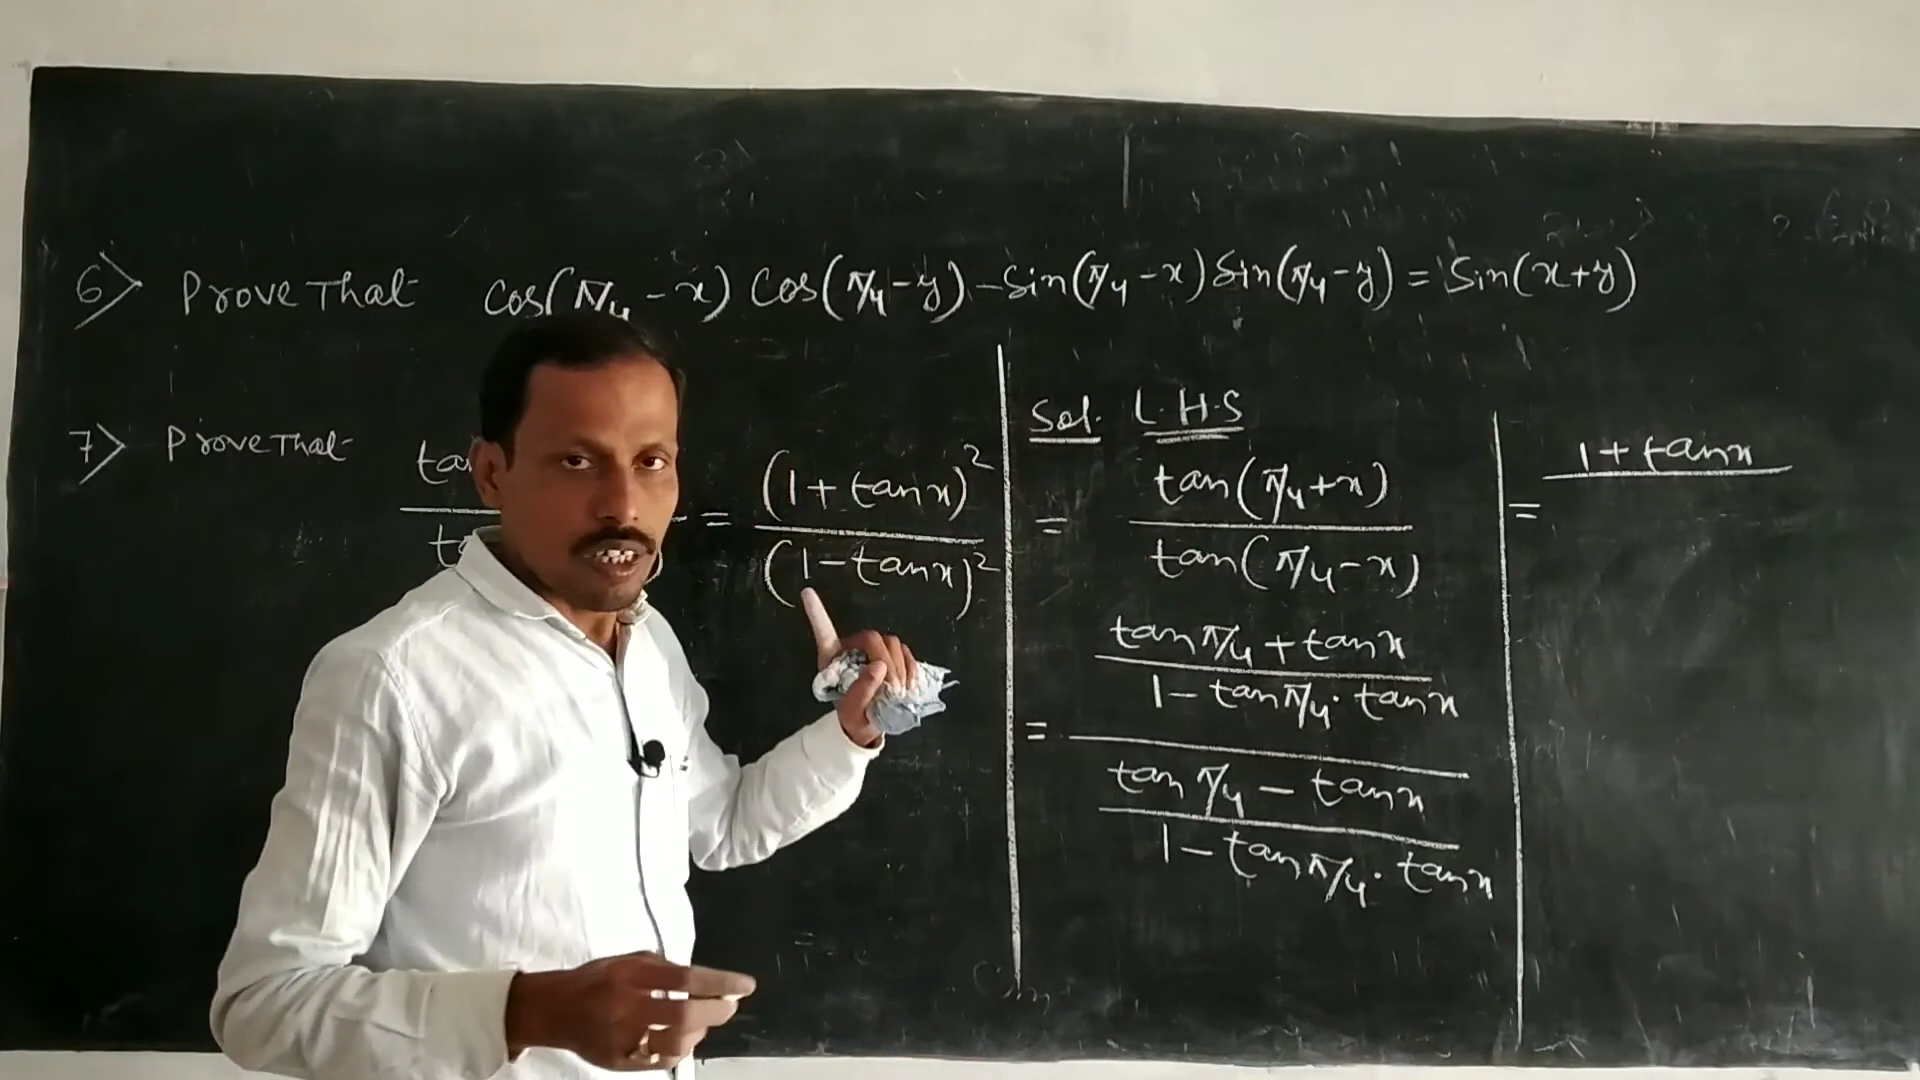 6> Prove That cos(π/4 - x) cos(π/4 - y) - Sin(π/4 - x) Sin(π/4 - y) = Sin(x + y)
7> Prove That
= (1 + tan x)²
(1 - tan x)²
Sol. L.H.S
= tan(π/4 + x)
tan(π/4 - x)
tan π/4 + tan x
1 - tan π/4 . tan x
=
tan π/4 - tan x
1 - tan π/4 . tan x
1 + tan x
=